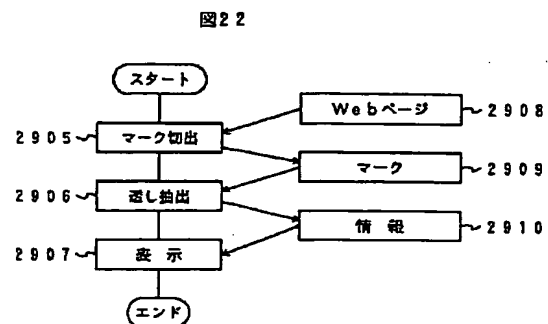 図22
スタート
Webページ 2908
2905 マーク切出
マーク 2909
2906 透し抽出
情 報 2910
2907 表 示
エンド